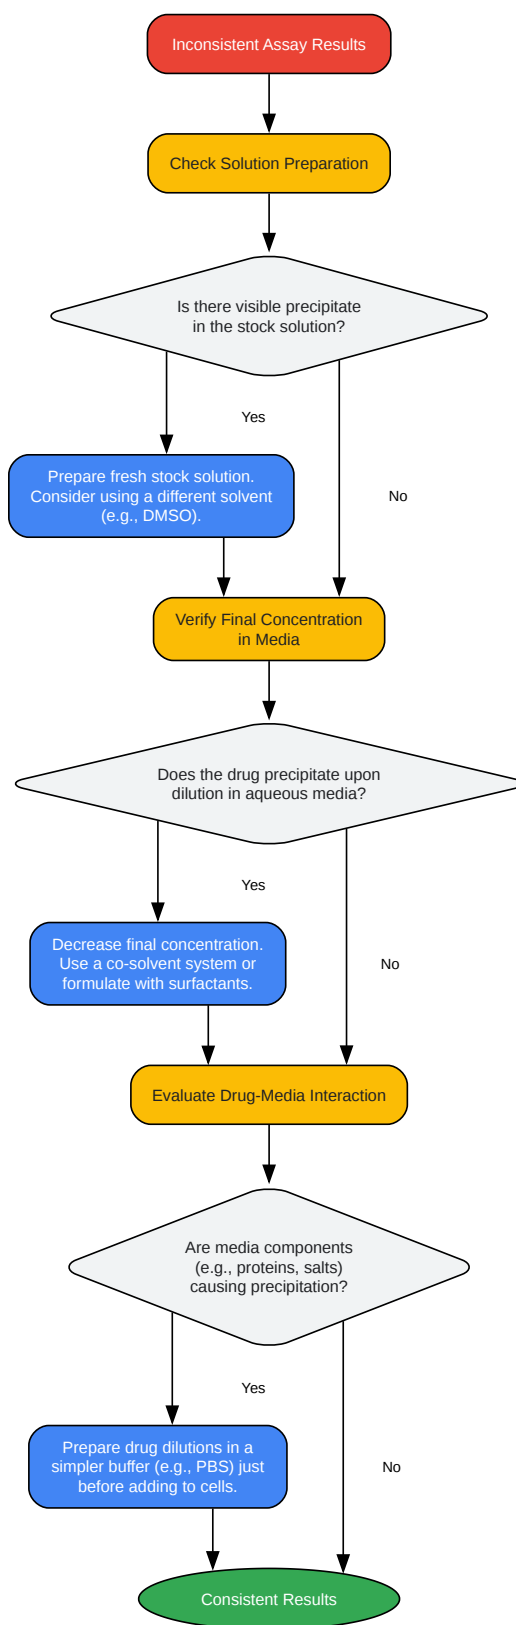 Inconsistent Assay Results
Check Solution Preparation
Is there visible precipitate
in the stock solution?
Yes
Prepare fresh stock solution.
Consider using a different solvent
(e.g., DMSO).
No
Verify Final Concentration
in Media
Does the drug precipitate upon
dilution in aqueous media?
Yes
Decrease final concentration.
Use a co-solvent system or
formulate with surfactants.
No
Evaluate Drug-Media Interaction
Are media components
(e.g., proteins, salts)
causing precipitation?
Yes
Prepare drug dilutions in a
simpler buffer (e.g., PBS) just
before adding to cells.
No
Consistent Results